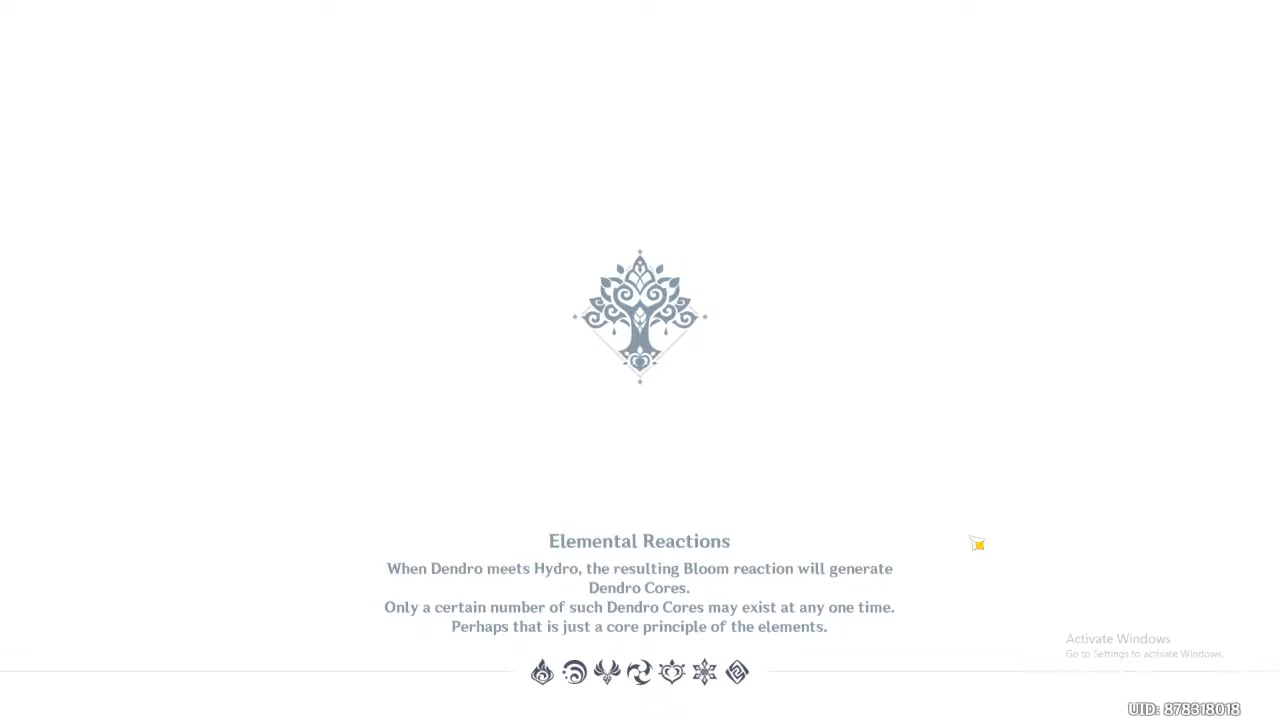 Elemental Reactions
When Dendro meets Hydro, the resulting Bloom reaction will generate
Dendro Cores.
Only a certain number of such Dendro Cores may exist at any one time.
Perhaps that is just a core principle of the elements.
Activate Windows
Go to Settings to activate Windows.
UID: 878318018